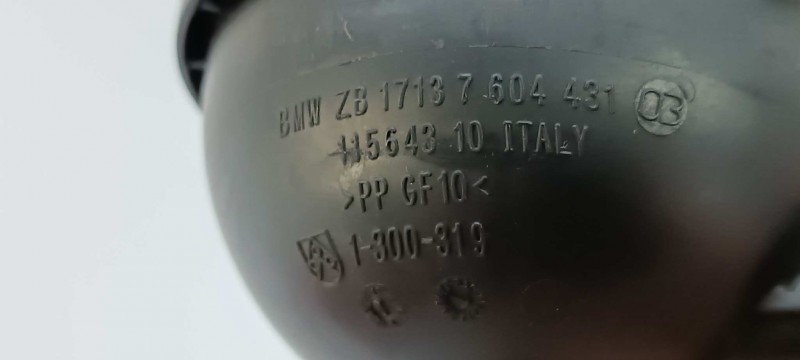 BMW ZB 1713 7 604 431 03
115643 10 ITALY
>PP GF10<
1-300-319